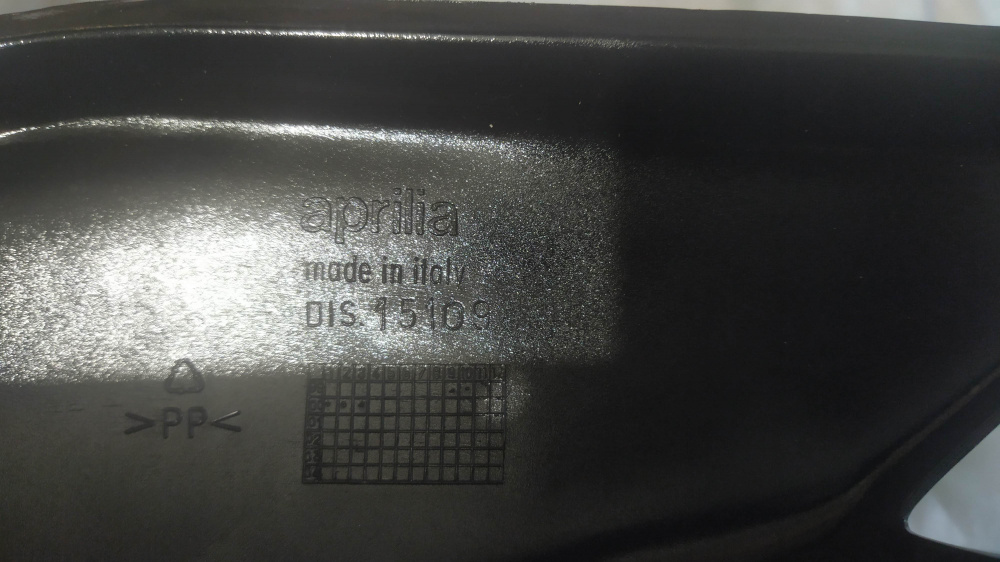 aprilia
made in italy
DIS. 15109
>PP<